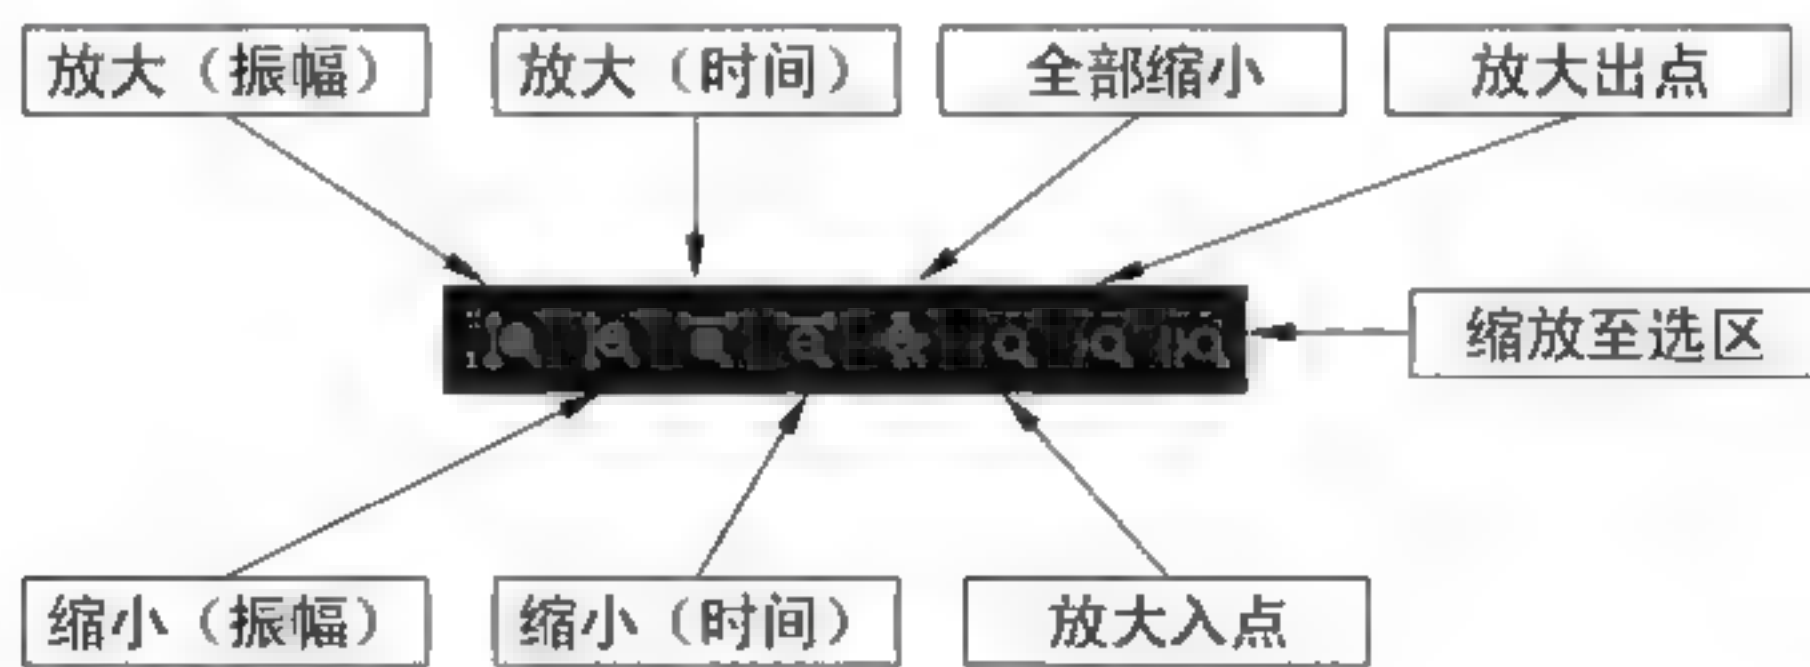 放大（振幅）
放大（时间）
全部缩小
放大出点
缩放至选区
缩小（振幅）
缩小（时间）
放大入点